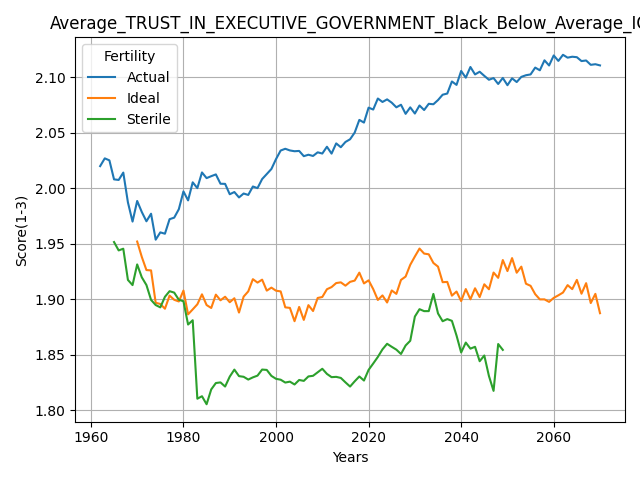 Average_TRUST_IN_EXECUTIVE_GOVERNMENT_Black_Below_Average_IQ
Fertility
Actual
Ideal
Sterile
Score(1-3)
2.10
2.05
2.00
1.95
1.90
1.85
1.80
1960
1980
2000
2020
2040
2060
Years